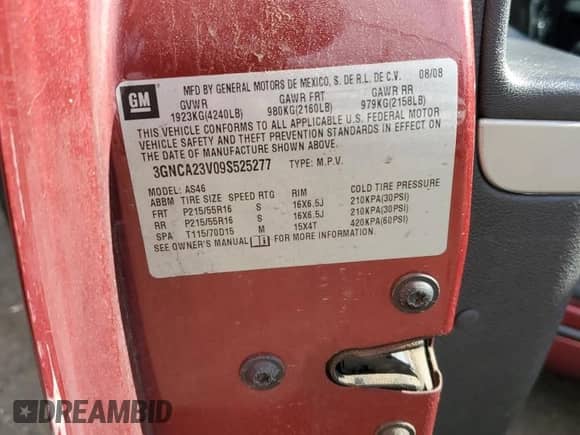 GM
MFD BY GENERAL MOTORS DE MEXICO, S. DE R.L. DE C.V. 08/08
GVWR GAWR FRT GAWR RR
1923KG(4240LB) 980KG(2160LB) 979KG(2158LB)
THIS VEHICLE CONFORMS TO ALL APPLICABLE U.S. FEDERAL MOTOR
VEHICLE SAFETY AND THEFT PREVENTION STANDARDS IN EFFECT ON
THE DATE OF MANUFACTURE SHOWN ABOVE.
3GNCA23V09S525277 TYPE: M.P.V.
MODEL: AS46
ABBM TIRE SIZE SPEED RTG RIM COLD TIRE PRESSURE
FRT P215/55R16 S 16X6.5J 210KPA(30PSI)
RR P215/55R16 S 16X6.5J 210KPA(30PSI)
SPA T115/70D15 M 15X4T 420KPA(60PSI)
SEE OWNER'S MANUAL FOR MORE INFORMATION.
DREAMBID